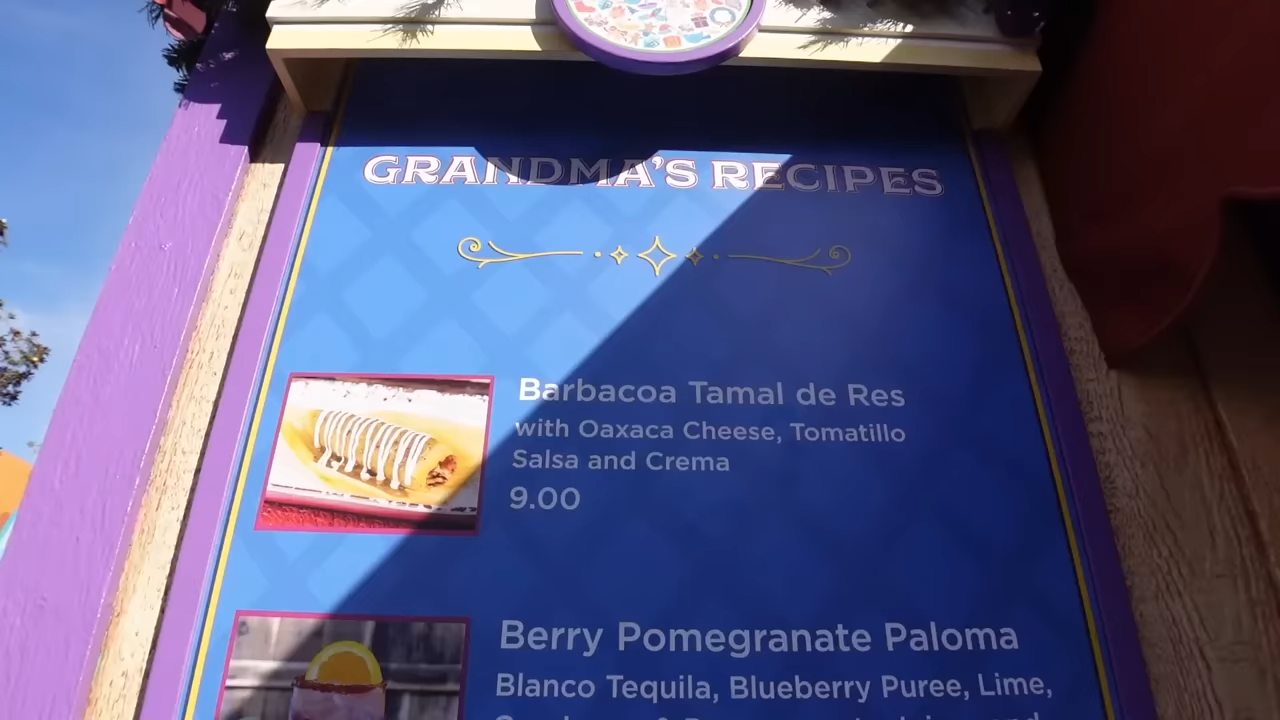 GRANDMA'S RECIPES
Barbacoa Tamal de Res
with Oaxaca Cheese, Tomatillo
Salsa and Crema
9.00
Berry Pomegranate Paloma
Blanco Tequila, Blueberry Puree, Lime,